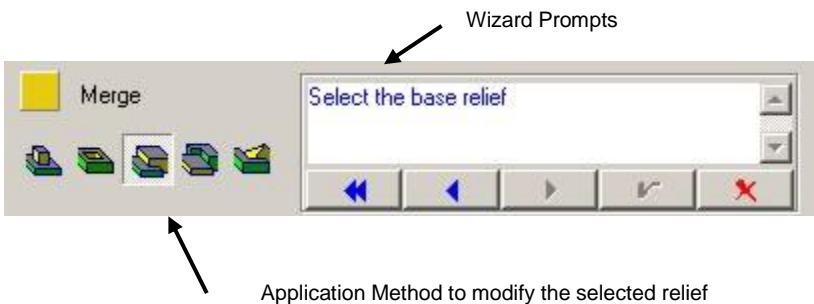 Wizard Prompts
Merge
Select the base relief
Application Method to modify the selected relief